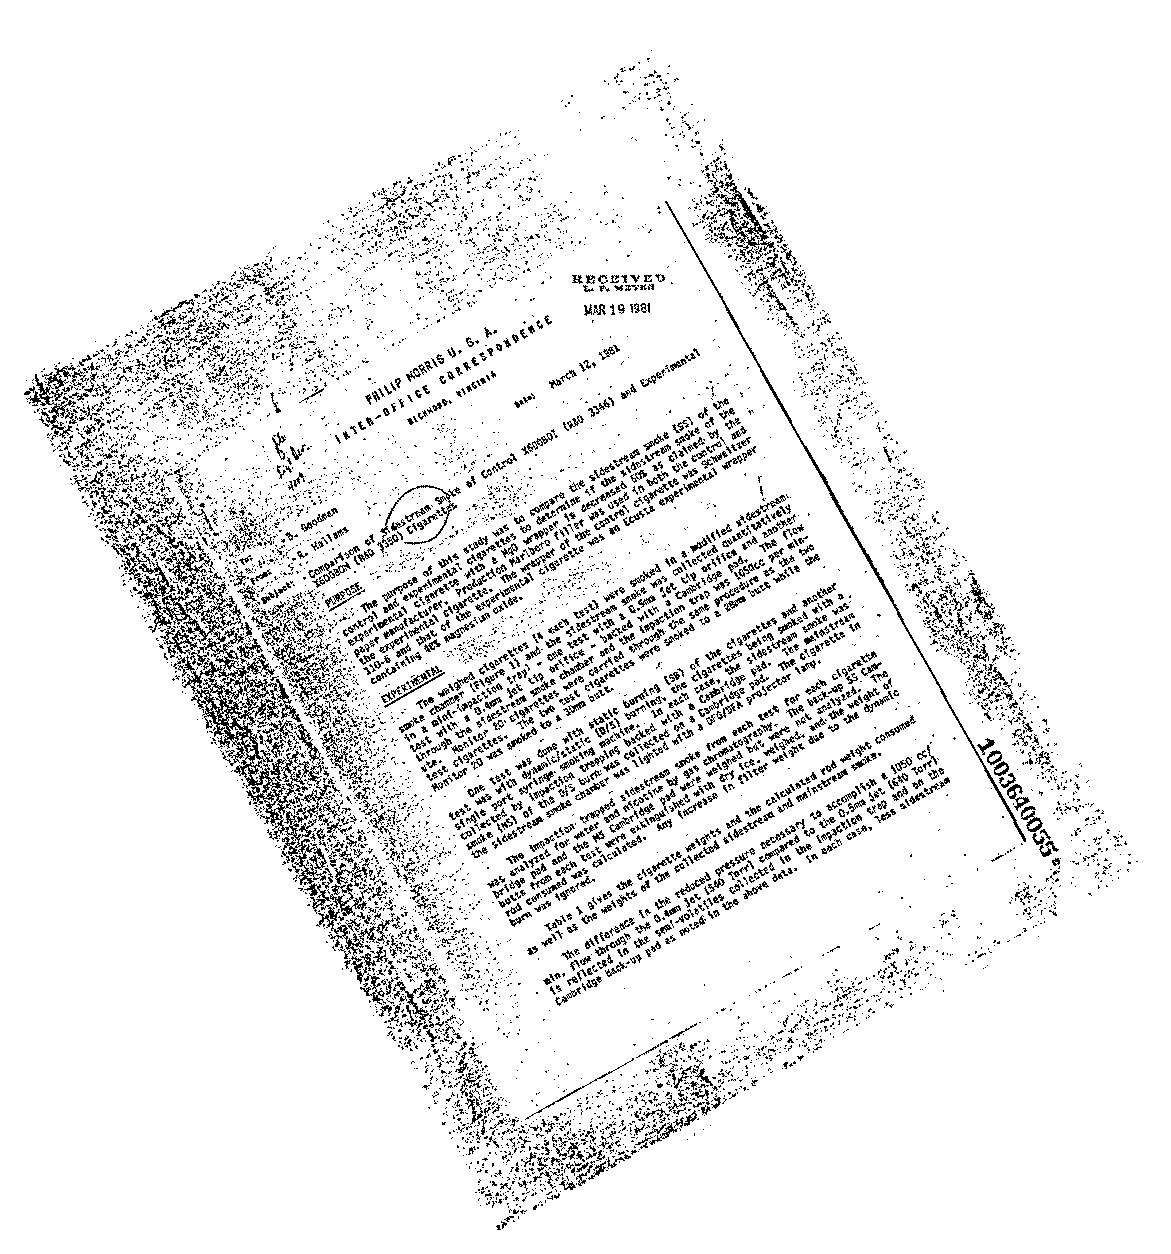 RECEIVED
MAR 19 1981
PHILIP MORRIS U. S. A.
INTER-OFFICE CORRESPONDENCE
RICHMOND, VIRGINIA
Date: March 12, 1981
To: B. Goodman
From: R. Hallams
Subject: Comparison of Sidestream Smoke of Control (RAO 3346) and Experimental
(RAO 3350) Cigarettes
PURPOSE
The purpose of this study was to compare the sidestream smoke (SS) of the
control and experimental cigarettes to determine if the sidestream smoke of the
experimental cigarette with a MgO wrapper is decreased 60% as claimed by the
paper manufacturer. Production Marlboro filler was used in both the control and
the experimental cigarette. The wrapper of the control cigarette was Schweitzer
110-6 and that of the experimental cigarette was an Ecusta experimental wrapper
containing magnesium oxide.
EXPERIMENTAL
The weighed cigarettes (in each test) were smoked in a modified sidestream
smoke chamber (Figure 1) and the sidestream smoke was collected quantitatively
in a mini-impaction trap - one test with a 0.5mm jet tip orifice and another
test with a 0.4mm jet tip orifice - backed with a Cambridge pad. The flow
through the sidestream smoke chamber and the impaction trap was 1050cc per min-
ute. Monitor 80 cigarettes were carried through the same procedure as the two
test cigarettes. The two test cigarettes were smoked to a 28mm butt while the
Monitor 80 was smoked to a 30mm butt.
One test was done with static burning (SB) of the cigarettes and another
test was with dynamic/static (D/S) burning, the cigarettes being smoked with a
single port syringe smoking machine. In each case, the sidestream smoke was
collected by impaction trapping backed with a Cambridge pad. The mainstream
smoke (MS) of the D/S burn was collected on a Cambridge pad. The cigarette in
the sidestream smoke chamber was lighted with a DFG/DFA projector lamp.
The impaction trapped sidestream smoke from each test for each cigarette
was analyzed for water and nicotine by gas chromatography. The back-up SS Cam-
bridge pad and the MS Cambridge pad were weighed but were not analyzed. The
butts from each test were extinguished with dry ice, weighed, and the weight of
rod consumed was calculated. Any increase in filter weight due to the dynamic
burn was ignored.
Table 1 gives the cigarette weights and the calculated rod weight consumed
as well as the weights of the collected sidestream and mainstream smoke.
The difference in the reduced pressure necessary to accomplish a 1050 cc/
min. flow through the 0.4mm jet (540 Torr) compared to the 0.5mm jet (640 Torr)
is reflected in the semi-volatiles collected in the impaction trap and on the
Cambridge back-up pad as noted in the above data. In each case, less sidestream
1003640055